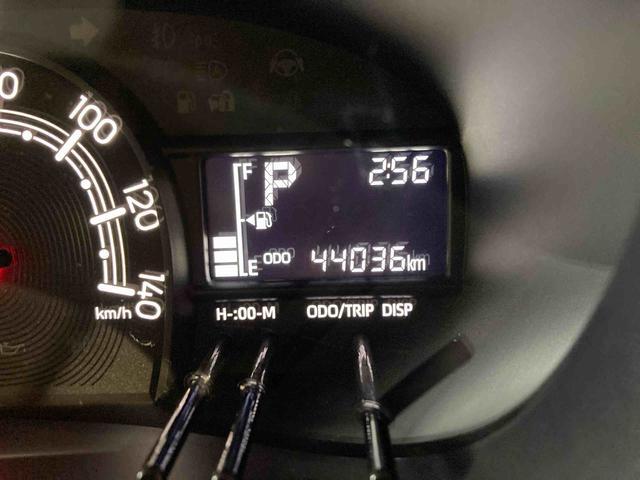 100
120
140
km/h
F
P
2:56
E
ODO
44036km
H-:00-M
ODO/TRIP
DISP